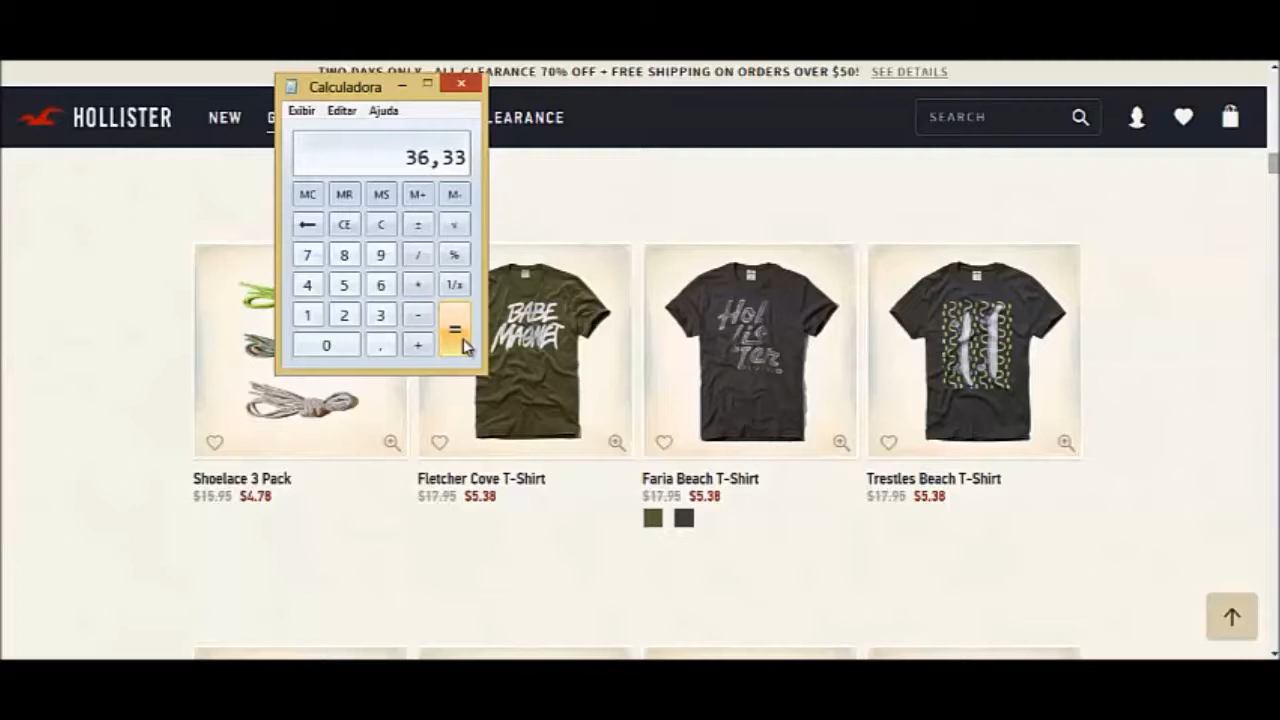 TWO DAYS ONLY - ALL CLEARANCE 70% OFF + FREE SHIPPING ON ORDERS OVER $50! SEE DETAILS
Calculadora
Exibir Editar Ajuda
HOLLISTER NEW G LEARANCE SEARCH
36,33
MC MR MS M+ M-
← CE C ± √
7 8 9 / %
4 5 6 * 1/x
1 2 3 - =
0 , +
BABE
MAGNET
Hol
lis
Ter
Shoelace 3 Pack
$15.95 $4.78
Fletcher Cove T-Shirt
$17.95 $5.38
Faria Beach T-Shirt
$17.95 $5.38
Trestles Beach T-Shirt
$17.95 $5.38